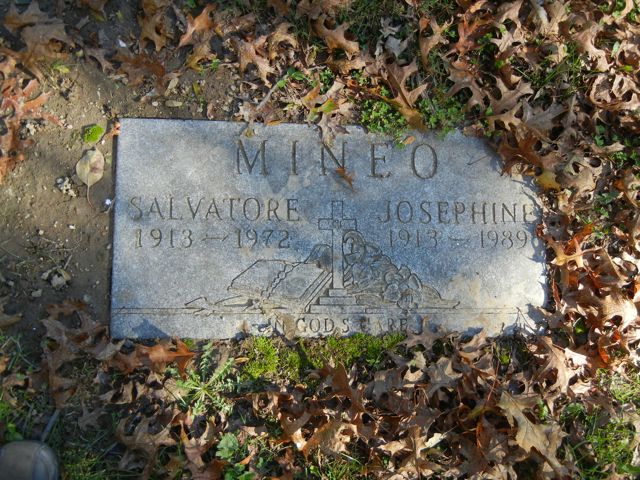 MINEO
SALVATORE JOSEPHINE
1913 — 1972 1913 — 1989
IN GOD'S CARE